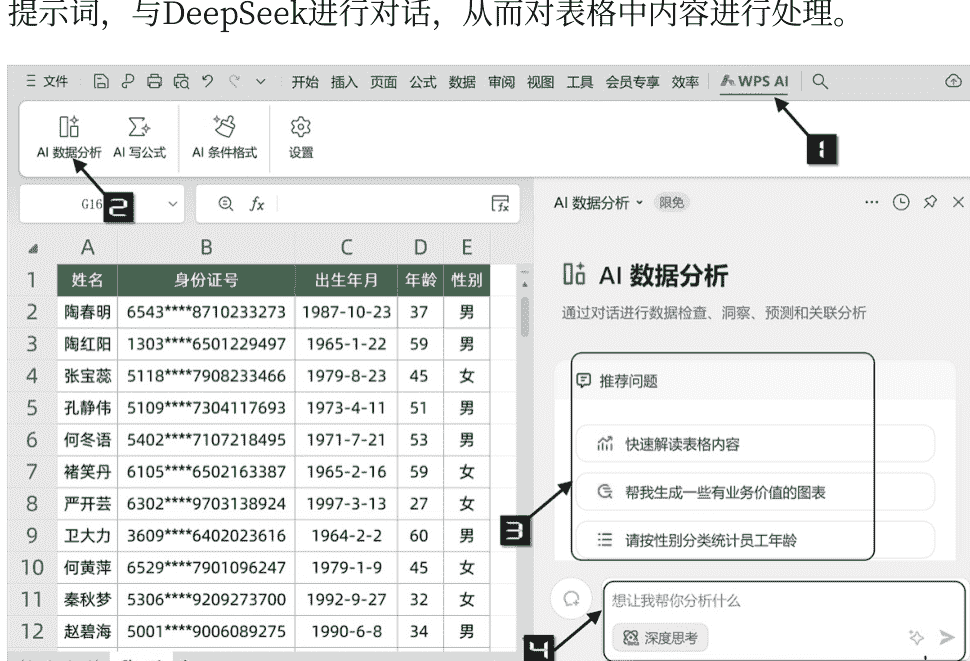 提示词，与DeepSeek进行对话，从而对表格中内容进行处理。
文件 开始 插入 页面 公式 数据 审阅 视图 工具 会员专享 效率 WPS AI
AI 数据分析 AI 写公式 AI 条件格式 设置
1
2
G16 fx
AI 数据分析 限免
A B C D E
1 姓名 身份证号 出生年月 年龄 性别
2 陶春明 6543****8710233273 1987-10-23 37 男
3 陶红阳 1303****6501229497 1965-1-22 59 男
4 张宝蕊 5118****7908233466 1979-8-23 45 女
5 孔静伟 5109****7304117693 1973-4-11 51 男
6 何冬语 5402****7107218495 1971-7-21 53 男
7 褚笑丹 6105****6502163387 1965-2-16 59 女
8 严开芸 6302****9703138924 1997-3-13 27 女
9 卫大力 3609****6402023616 1964-2-2 60 男
10 何黄萍 6529****7901096247 1979-1-9 45 女
11 秦秋梦 5306****9209273700 1992-9-27 32 女
12 赵碧海 5001****9006089275 1990-6-8 34 男
AI 数据分析
通过对话进行数据检查、洞察、预测和关联分析
推荐问题
快速解读表格内容
帮我生成一些有业务价值的图表
3
请按性别分类统计员工年龄
想让我帮你分析什么
4
深度思考